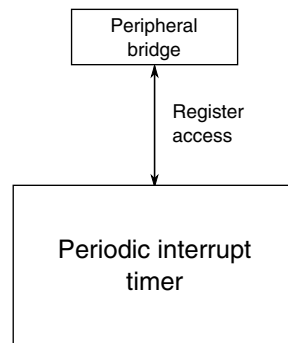 Peripheral
bridge
Register
access
Periodic interrupt
timer